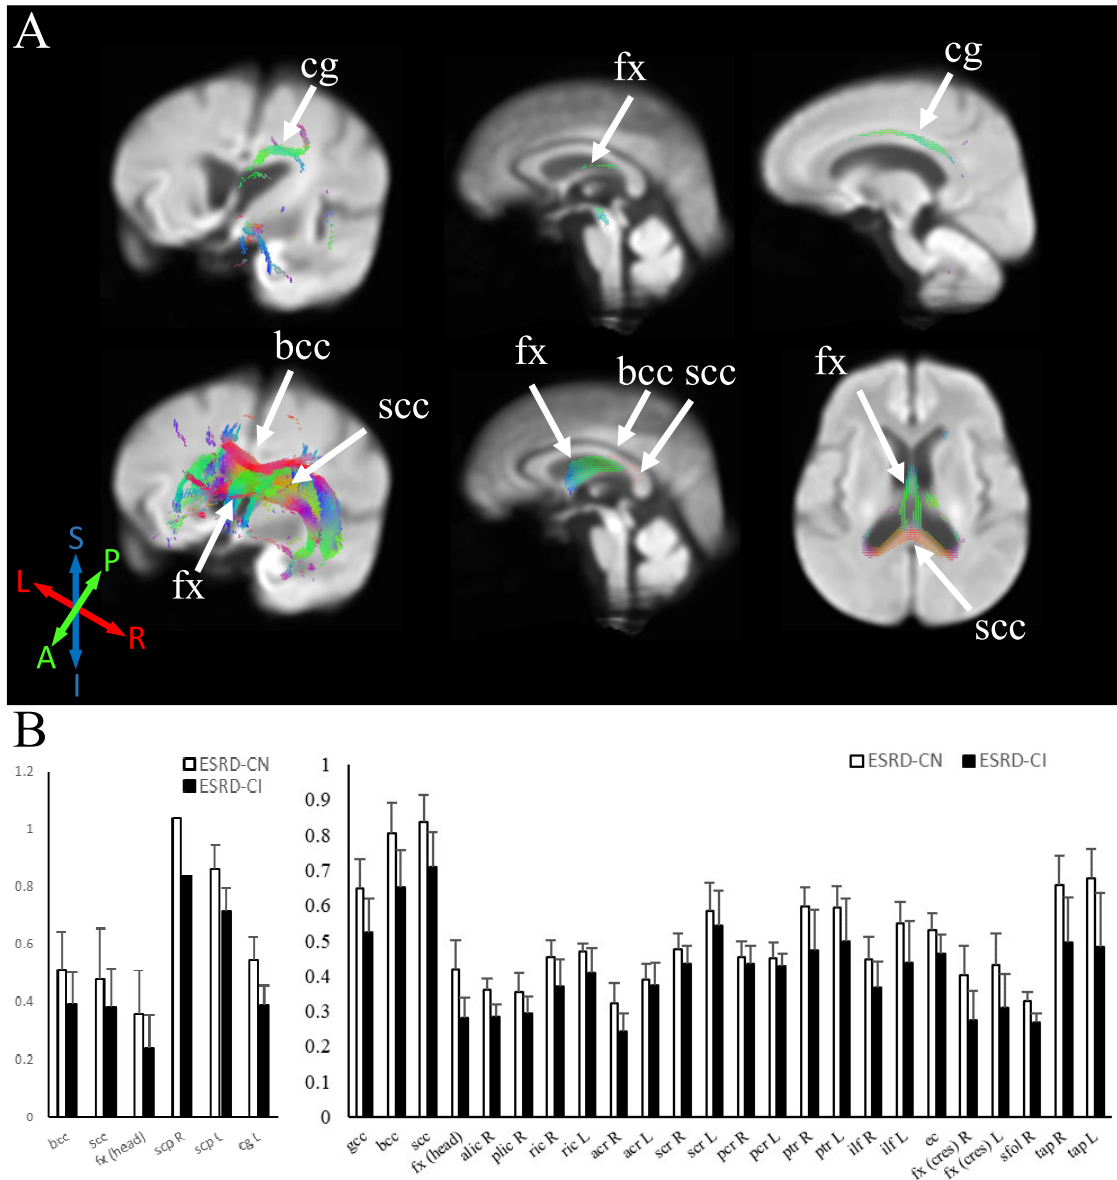 A
cg
fx
cg
bcc
scc
fx
fx
bcc scc
fx
scc
S
P
L
R
A
I
B
ESRD-CN
ESRD-CI
1.2
1
0.8
0.6
0.4
0.2
0
bcc
scc
fx (head)
scp R
scp L
cg L
ESRD-CN ESRD-CI
1
0.9
0.8
0.7
0.6
0.5
0.4
0.3
0.2
0.1
0
gcc
bcc
scc
fx (head)
alic R
plic R
ric R
ric L
acr R
acr L
scr R
scr L
pcr R
pcr L
ptr R
ptr L
ilf R
ilf L
ec
fx (cres) R
fx (cres) L
sfol R
tap R
tap L